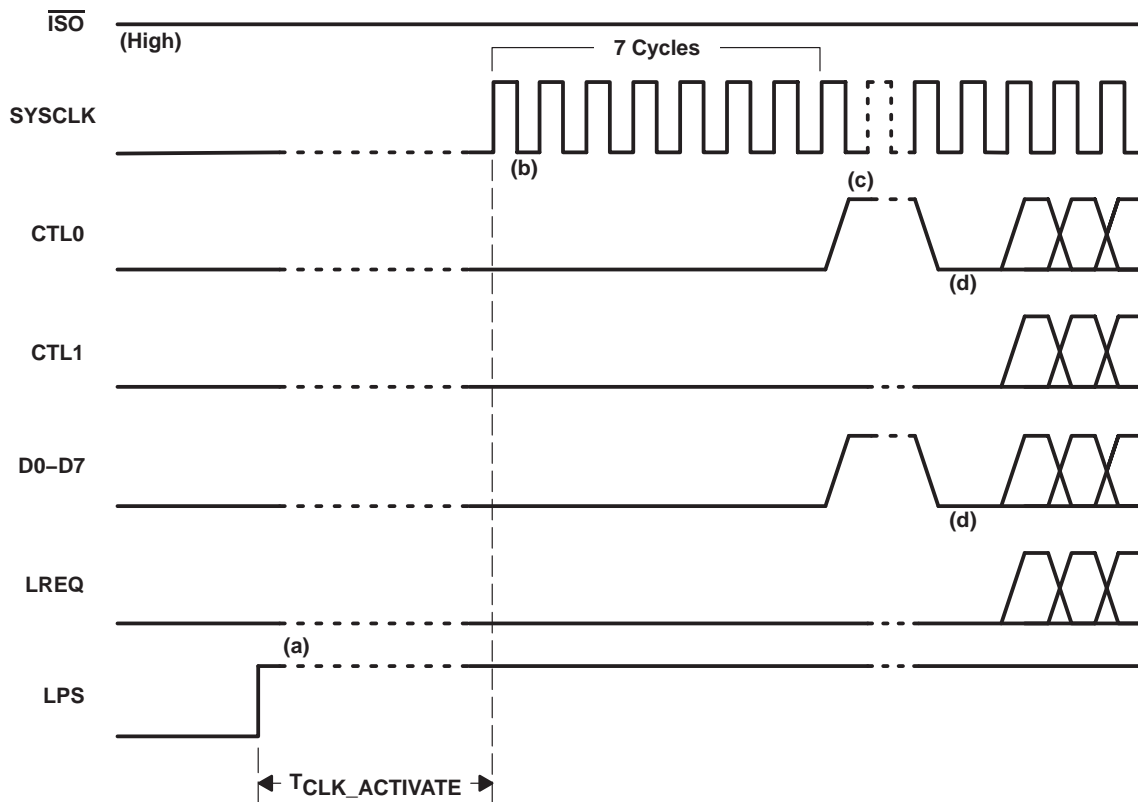 ISO
(High)
7 Cycles
SYSCLK
(b)
(c)
CTL0
(d)
CTL1
D0–D7
(d)
LREQ
(a)
LPS
TCLK_ACTIVATE